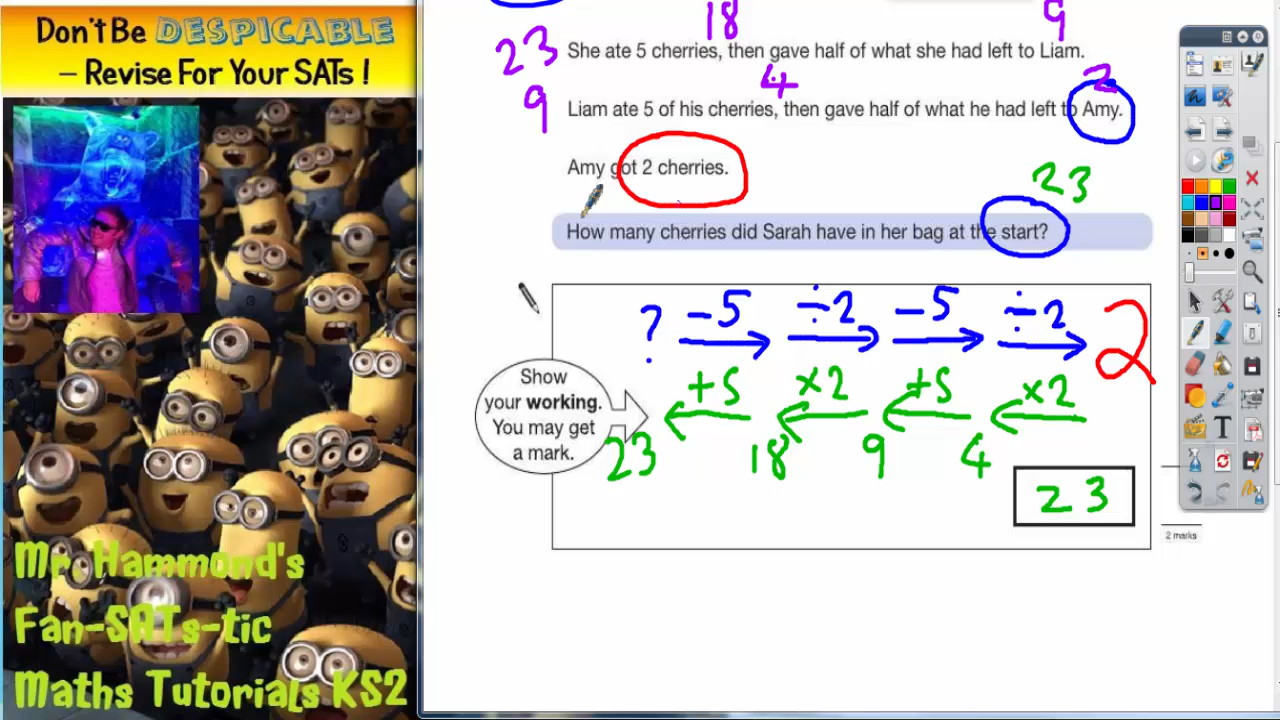 Don't Be DESPICABLE
– Revise For Your SATs !
18
9
23
She ate 5 cherries, then gave half of what she had left to Liam.
4
2
9
Liam ate 5 of his cherries, then gave half of what he had left to Amy.
Amy got 2 cherries.
23
How many cherries did Sarah have in her bag at the start?
? -5 ÷2 -5 ÷2 2
+5 x2 +5 x2
23 18 9 4
Show
your working.
You may get
a mark.
23
2 marks
Mr. Hammond's
Fan-SATs-tic
Maths Tutorials KS2